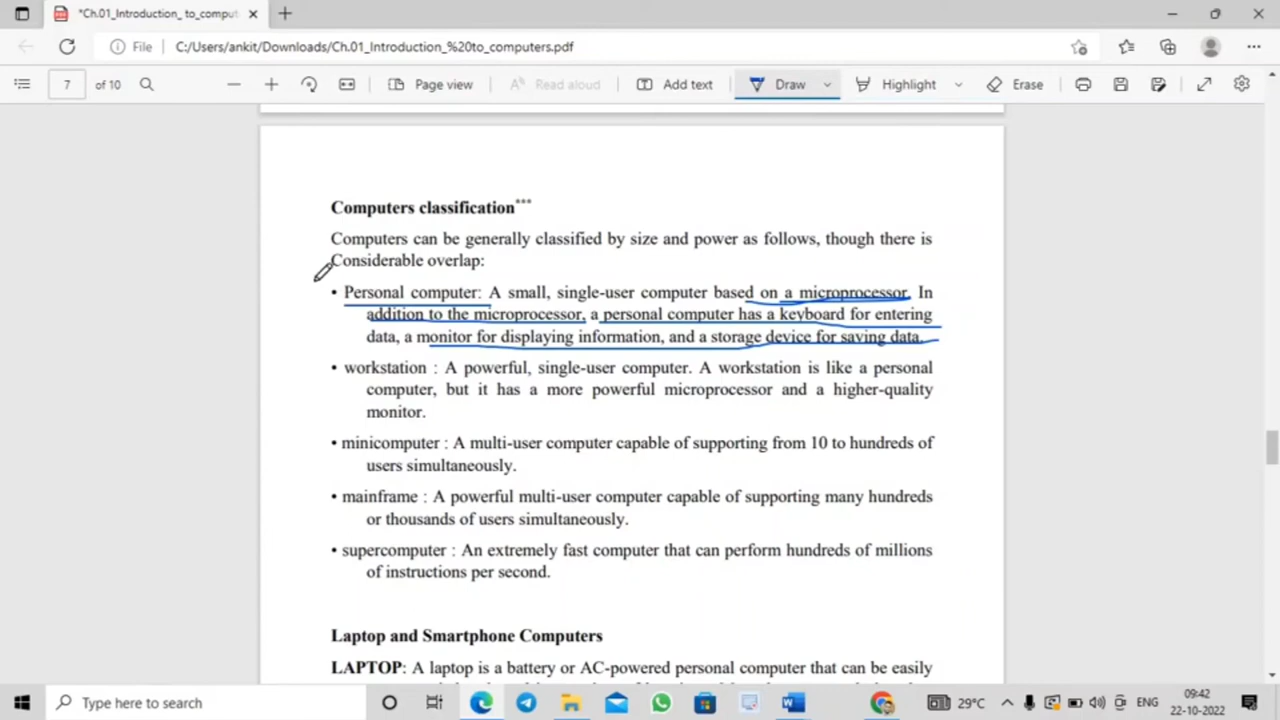 *Ch.01_Introduction_ to_comput
File
C:/Users/ankit/Downloads/Ch.01_Introduction_%20to_computers.pdf
7 of 10
Page view
Read aloud
Add text
Draw
Highlight
Erase
Computers classification***
Computers can be generally classified by size and power as follows, though there is
Considerable overlap:
• Personal computer: A small, single-user computer based on a microprocessor. In
addition to the microprocessor, a personal computer has a keyboard for entering
data, a monitor for displaying information, and a storage device for saving data.
• workstation : A powerful, single-user computer. A workstation is like a personal
computer, but it has a more powerful microprocessor and a higher-quality
monitor.
• minicomputer : A multi-user computer capable of supporting from 10 to hundreds of
users simultaneously.
• mainframe : A powerful multi-user computer capable of supporting many hundreds
or thousands of users simultaneously.
• supercomputer : An extremely fast computer that can perform hundreds of millions
of instructions per second.
Laptop and Smartphone Computers
LAPTOP: A laptop is a battery or AC-powered personal computer that can be easily
Type here to search
29°C
ENG
09:42
22-10-2022